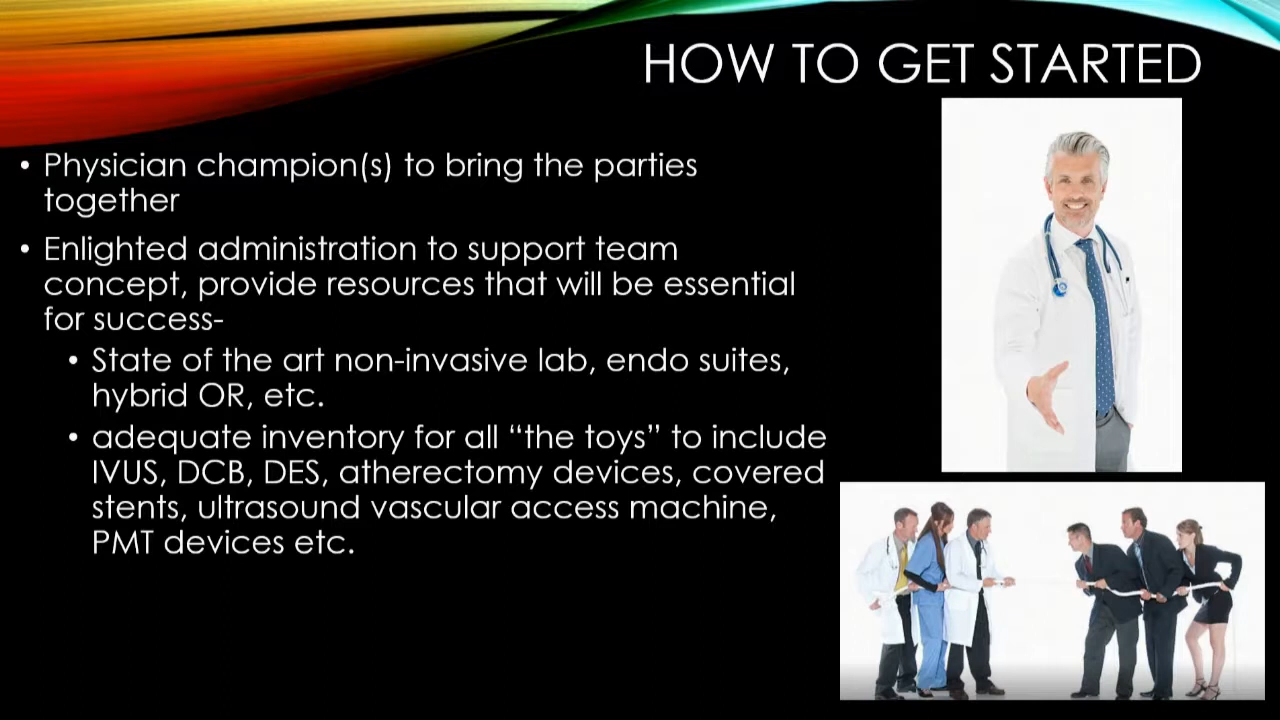 HOW TO GET STARTED
• Physician champion(s) to bring the parties
together
• Enlighted administration to support team
concept, provide resources that will be essential
for success-
• State of the art non-invasive lab, endo suites,
hybrid OR, etc.
• adequate inventory for all “the toys” to include
IVUS, DCB, DES, atherectomy devices, covered
stents, ultrasound vascular access machine,
PMT devices etc.